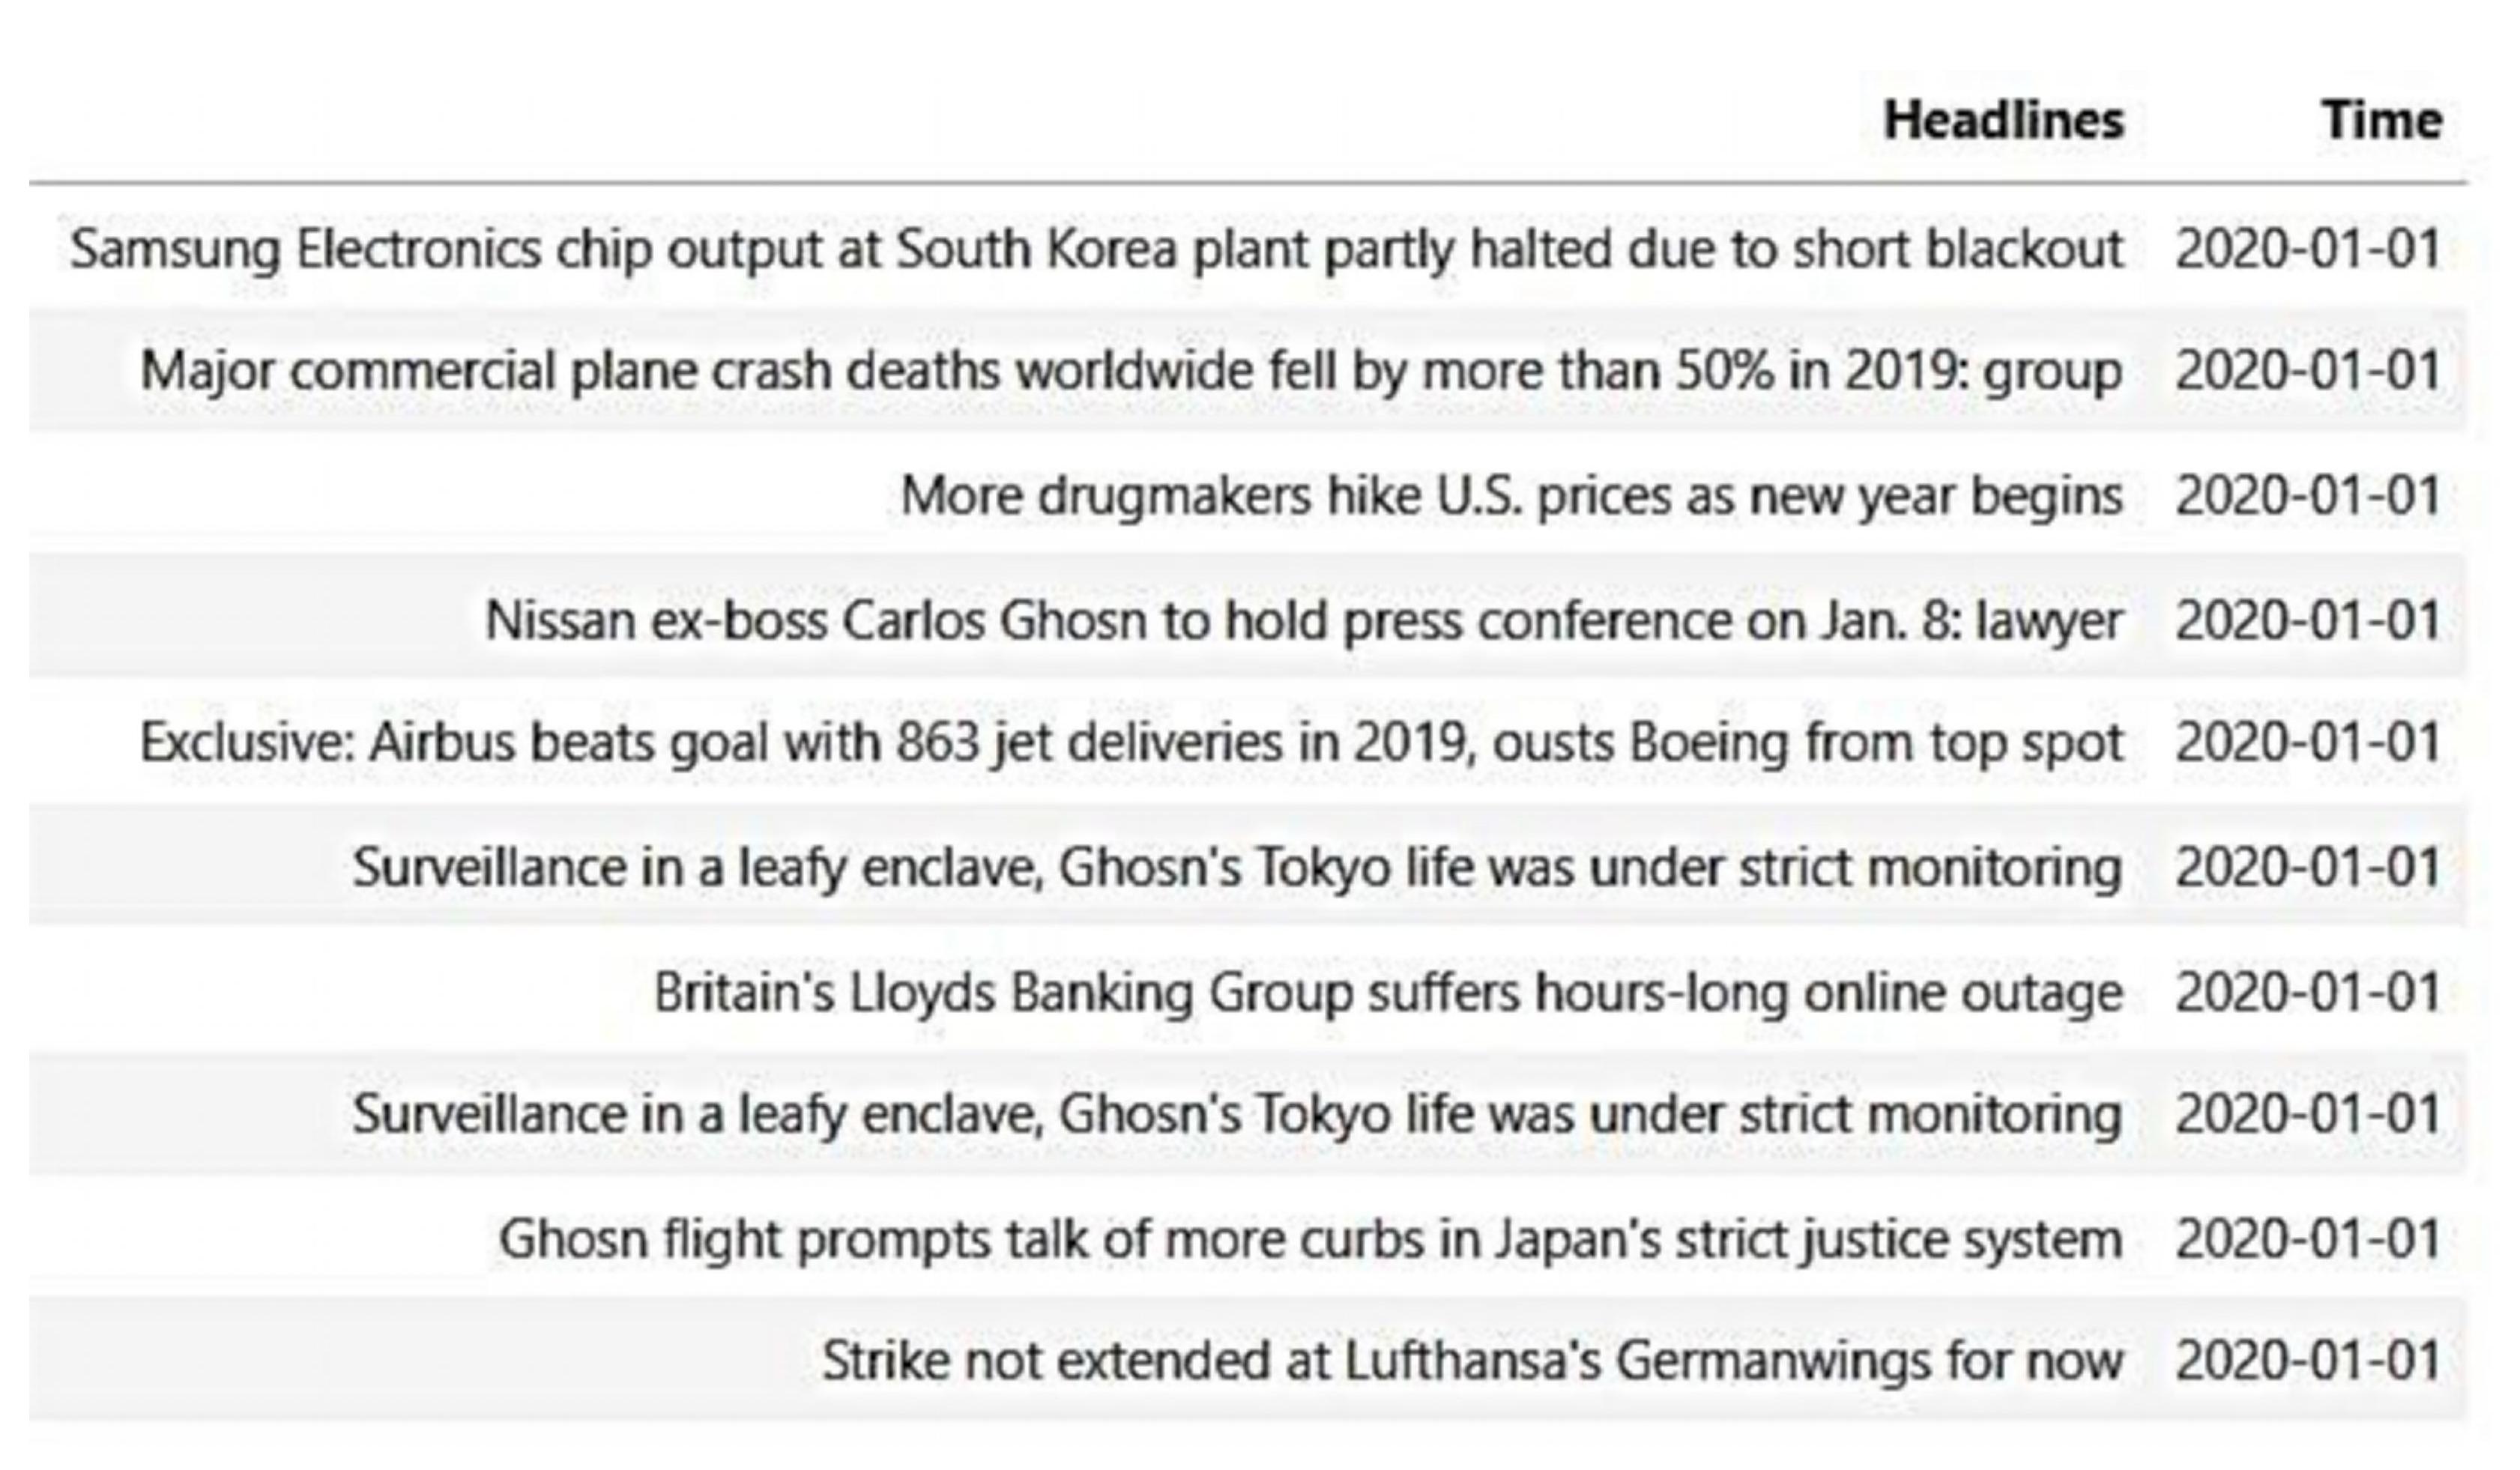 Headlines Time
Samsung Electronics chip output at South Korea plant partly halted due to short blackout 2020-01-01
Major commercial plane crash deaths worldwide fell by more than 50% in 2019: group 2020-01-01
More drugmakers hike U.S. prices as new year begins 2020-01-01
Nissan ex-boss Carlos Ghosn to hold press conference on Jan. 8: lawyer 2020-01-01
Exclusive: Airbus beats goal with 863 jet deliveries in 2019, ousts Boeing from top spot 2020-01-01
Surveillance in a leafy enclave, Ghosn's Tokyo life was under strict monitoring 2020-01-01
Britain's Lloyds Banking Group suffers hours-long online outage 2020-01-01
Surveillance in a leafy enclave, Ghosn's Tokyo life was under strict monitoring 2020-01-01
Ghosn flight prompts talk of more curbs in Japan's strict justice system 2020-01-01
Strike not extended at Lufthansa's Germanwings for now 2020-01-01